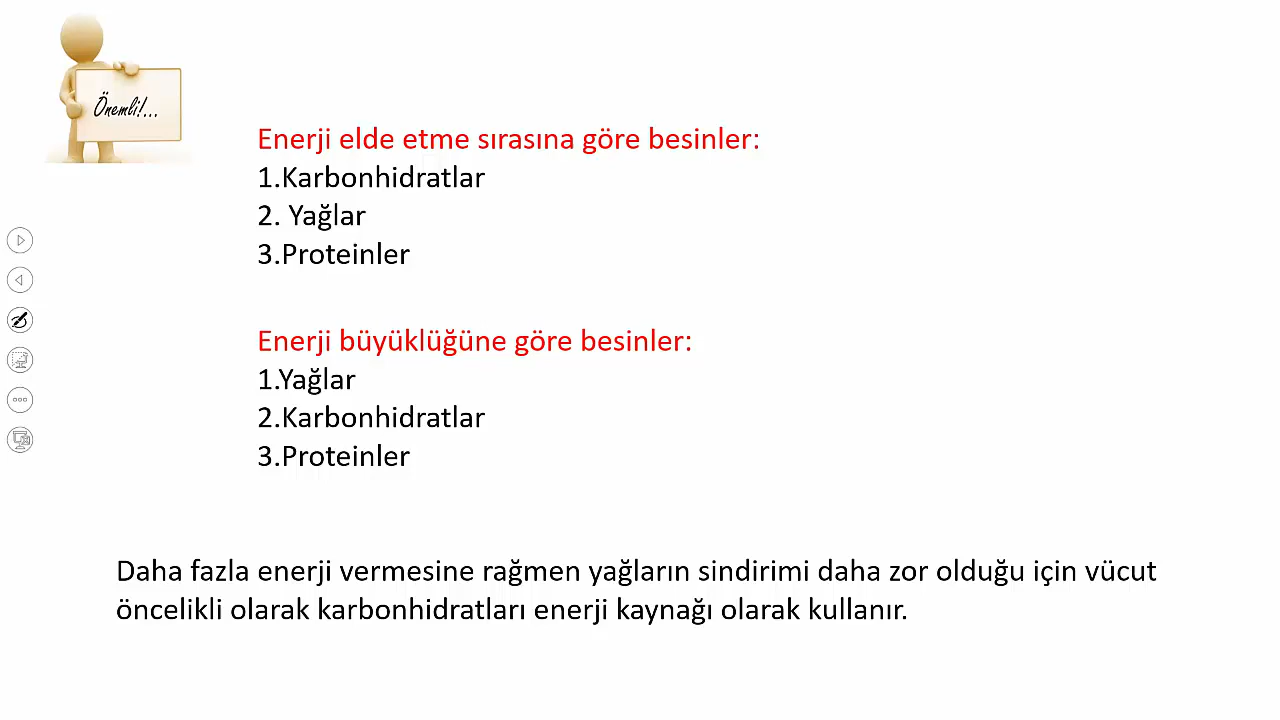 Önemli!...
Enerji elde etme sırasına göre besinler:
1.Karbonhidratlar
2. Yağlar
3.Proteinler
Enerji büyüklüğüne göre besinler:
1.Yağlar
2.Karbonhidratlar
3.Proteinler
Daha fazla enerji vermesine rağmen yağların sindirimi daha zor olduğu için vücut
öncelikli olarak karbonhidratları enerji kaynağı olarak kullanır.